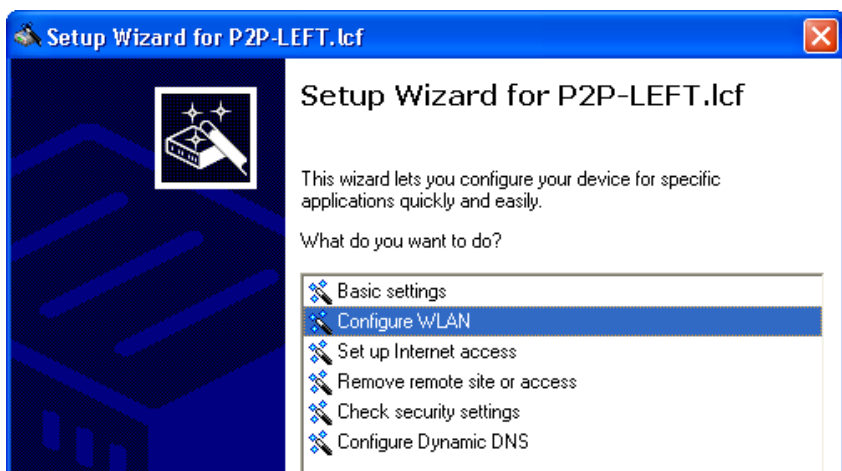 Setup Wizard for P2P-LEFT.lcf
Setup Wizard for P2P-LEFT.lcf
This wizard lets you configure your device for specific
applications quickly and easily.
What do you want to do?
Basic settings
Configure WLAN
Set up Internet access
Remove remote site or access
Check security settings
Configure Dynamic DNS